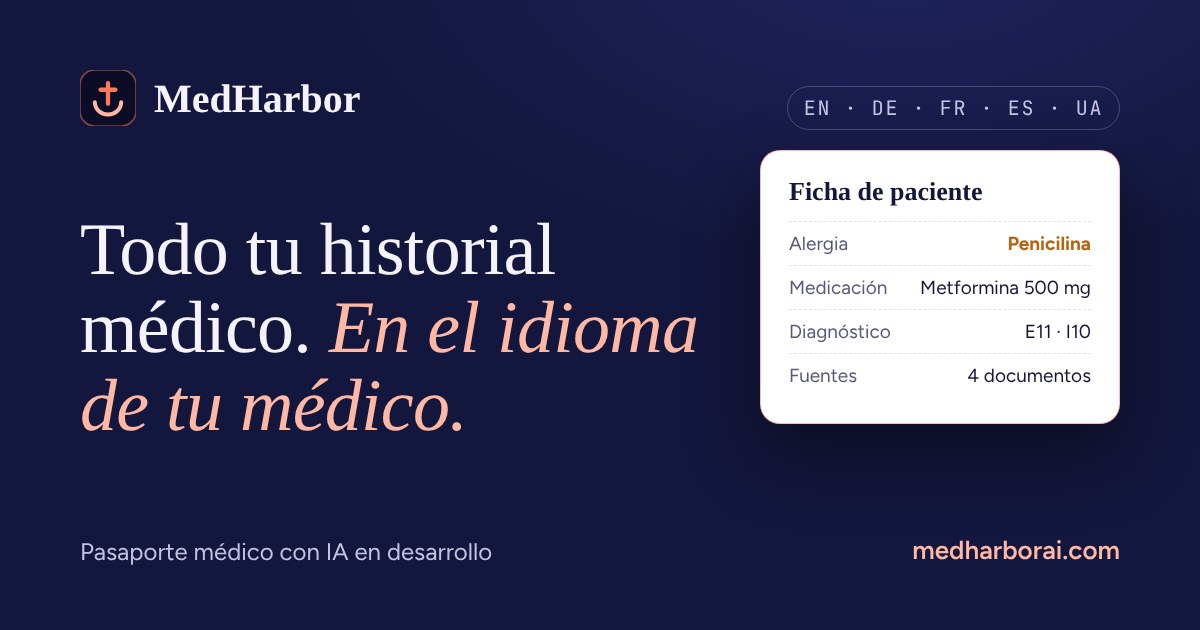 MedHarbor
EN · DE · FR · ES · UA
Todo tu historial
médico. En el idioma
de tu médico.
Ficha de paciente
Alergia Penicilina
Medicación Metformina 500 mg
Diagnóstico E11 · I10
Fuentes 4 documentos
Pasaporte médico con IA en desarrollo
medharborai.com